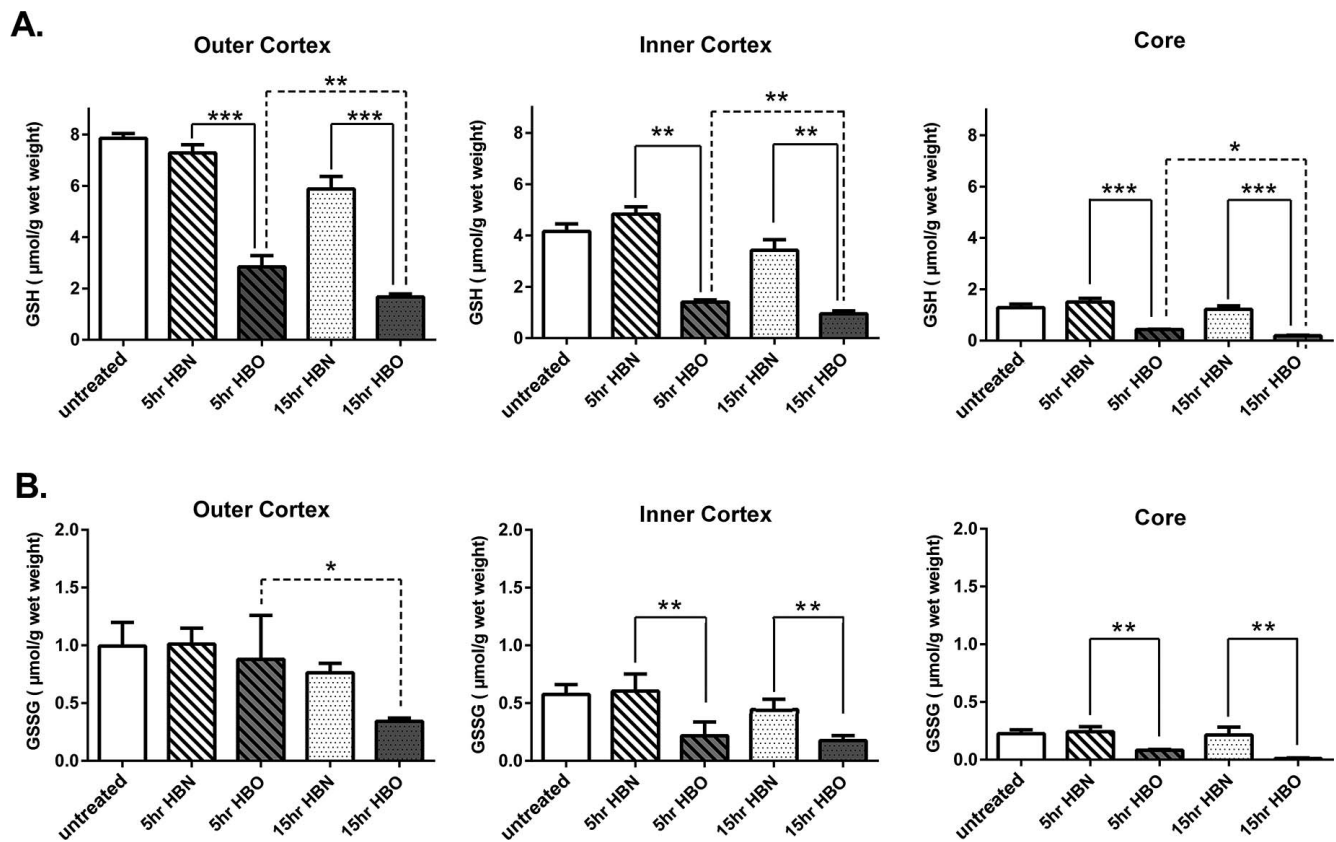 A.
Outer Cortex
Inner Cortex
Core
GSH ( µmol/g wet weight)
8
6
4
2
0
***
**
***
untreated
5hr HBN
5hr HBO
15hr HBN
15hr HBO
GSH ( µmol/g wet weight)
8
6
4
2
0
**
**
**
untreated
5hr HBN
5hr HBO
15hr HBN
15hr HBO
GSH ( µmol/g wet weight)
8
6
4
2
0
***
*
***
untreated
5hr HBN
5hr HBO
15hr HBN
15hr HBO
B.
Outer Cortex
Inner Cortex
Core
GSSG ( µmol/g wet weight)
2.0
1.5
1.0
0.5
0.0
*
untreated
5hr HBN
5hr HBO
15hr HBN
15hr HBO
GSSG ( µmol/g wet weight)
2.0
1.5
1.0
0.5
0.0
**
**
untreated
5hr HBN
5hr HBO
15hr HBN
15hr HBO
GSSG ( µmol/g wet weight)
2.0
1.5
1.0
0.5
0.0
**
**
untreated
5hr HBN
5hr HBO
15hr HBN
15hr HBO